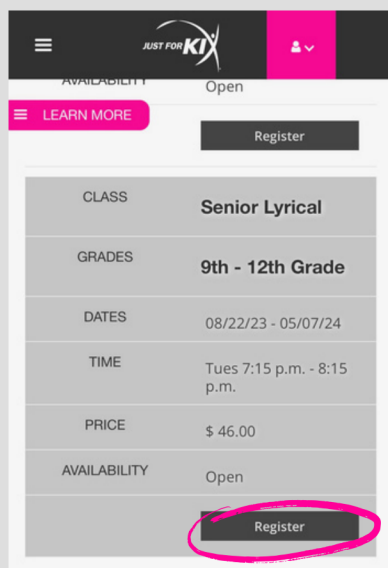 JUST FOR KIX
AVAILABILITY
Open
LEARN MORE
Register
CLASS
Senior Lyrical
GRADES
9th - 12th Grade
DATES
08/22/23 - 05/07/24
TIME
Tues 7:15 p.m. - 8:15
p.m.
PRICE
$ 46.00
AVAILABILITY
Open
Register